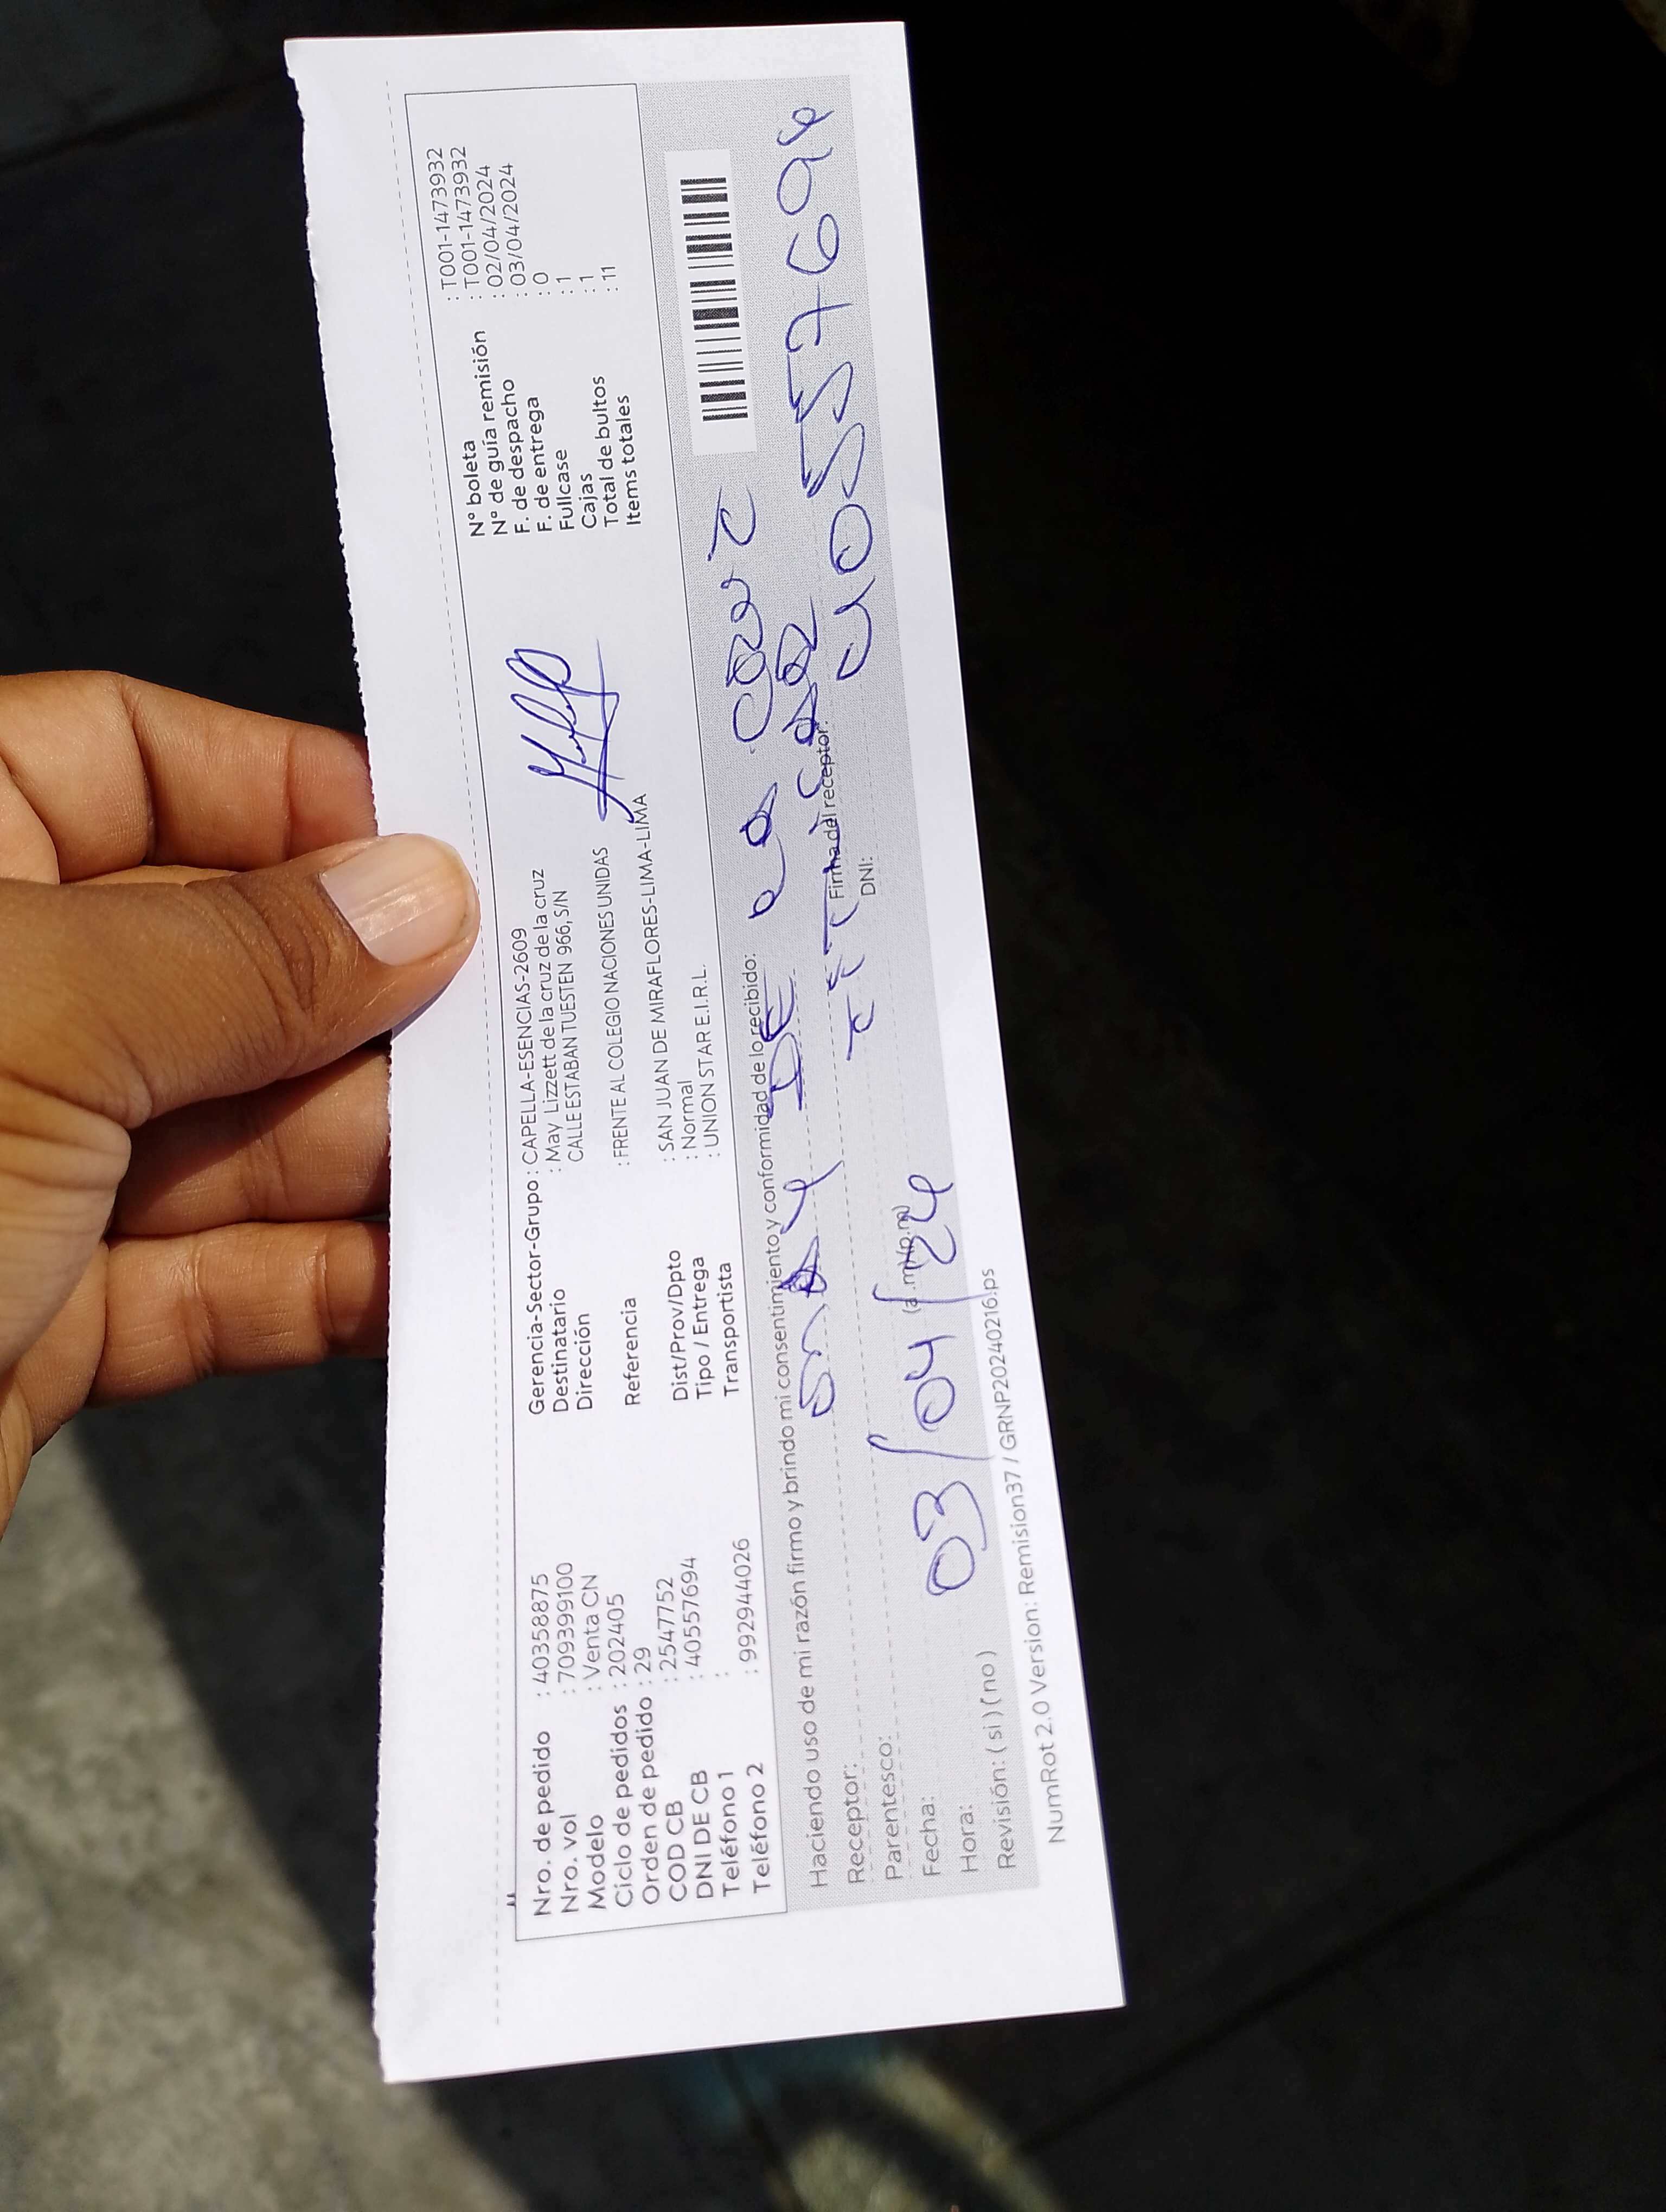 Nro. de pedido : 40358875
Nro. vol : 709399100
Modelo : Venta CN
Ciclo de pedidos : 202405
Orden de pedido : 29
COD CB : 2547752
DNI DE CB : 40557694
Teléfono 1 :
Teléfono 2 : 992944026
Gerencia-Sector-Grupo : CAPELLA-ESENCIAS-2609
Destinatario : May Lizzett de la cruz de la cruz
Dirección CALLE ESTABAN TUESTEN 966, S/N
Referencia : FRENTE AL COLEGIO NACIONES UNIDAS
Dist/Prov/Dpto : SAN JUAN DE MIRAFLORES-LIMA-LIMA
Tipo / Entrega : Normal
Transportista : UNION STAR E.I.R.L.
N° boleta : T001-1473932
N° de guía remisión : T001-1473932
F. de despacho : 02/04/2024
F. de entrega : 03/04/2024
Fullcase : 0
Cajas : 1
Total de bultos : 1
Items totales : 11
Haciendo uso de mi razón firmo y brindo mi consentimiento y conformidad de lo recibido:
Receptor: DE La Cruz
Parentesco: TITULAR
Firma del receptor:
Fecha: 03/04/24
DNI: 40557694
Hora:
Revisión: ( si ) ( no )
NumRot 2.0 Version: Remision37 / GRNP20240216.ps